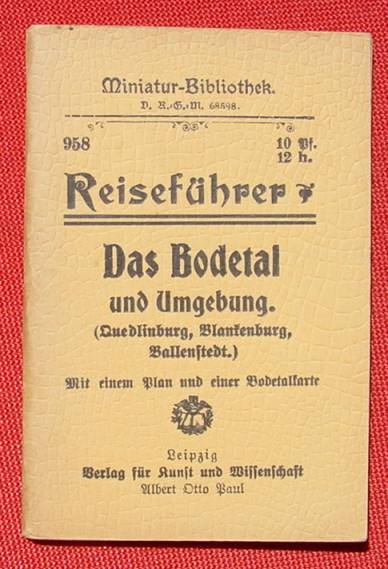 Miniatur-Bibliothek.
D. R.-G.-M. 68598.
958
10 Pf.
12 h.
Reiseführer
Das Bodetal
und Umgebung.
(Quedlinburg, Blankenburg,
Ballenstedt.)
Mit einem Plan und einer Bodetalkarte
Leipzig
Verlag für Kunst und Wissenschaft
Albert Otto Paul